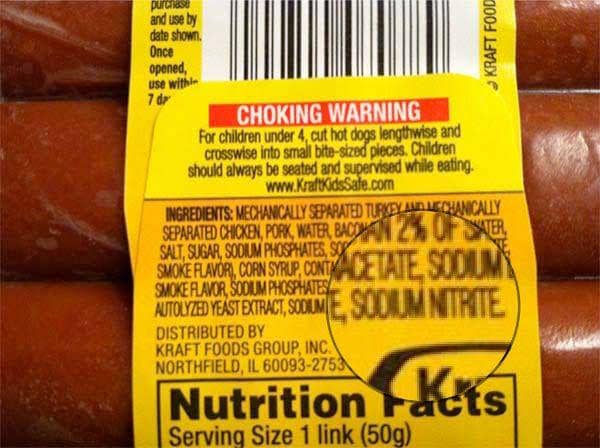 purchase
and use by
date shown.
Once
opened,
use within
7 da
KRAFT FOOD
CHOKING WARNING
For children under 4, cut hot dogs lengthwise and
crosswise into small bite-sized pieces. Children
should always be seated and supervised while eating.
www.KraftKidsSafe.com
INGREDIENTS: MECHANICALLY SEPARATED TURKEY AND MECHANICALLY
SEPARATED CHICKEN, PORK, WATER, BACON
SALT, SUGAR, SODIUM PHOSPHATES,
SMOKE FLAVOR), CORN SYRUP,
SMOKE FLAVOR, SODIUM PHOSPHATES
AUTOLYZED YEAST EXTRACT, SODIUM
AN 2% OF
ACETATE, SODIUM
E, SODIUM NITRITE.
DISTRIBUTED BY
KRAFT FOODS GROUP, INC.
NORTHFIELD, IL 60093-2753
Nutrition Facts
Serving Size 1 link (50g)